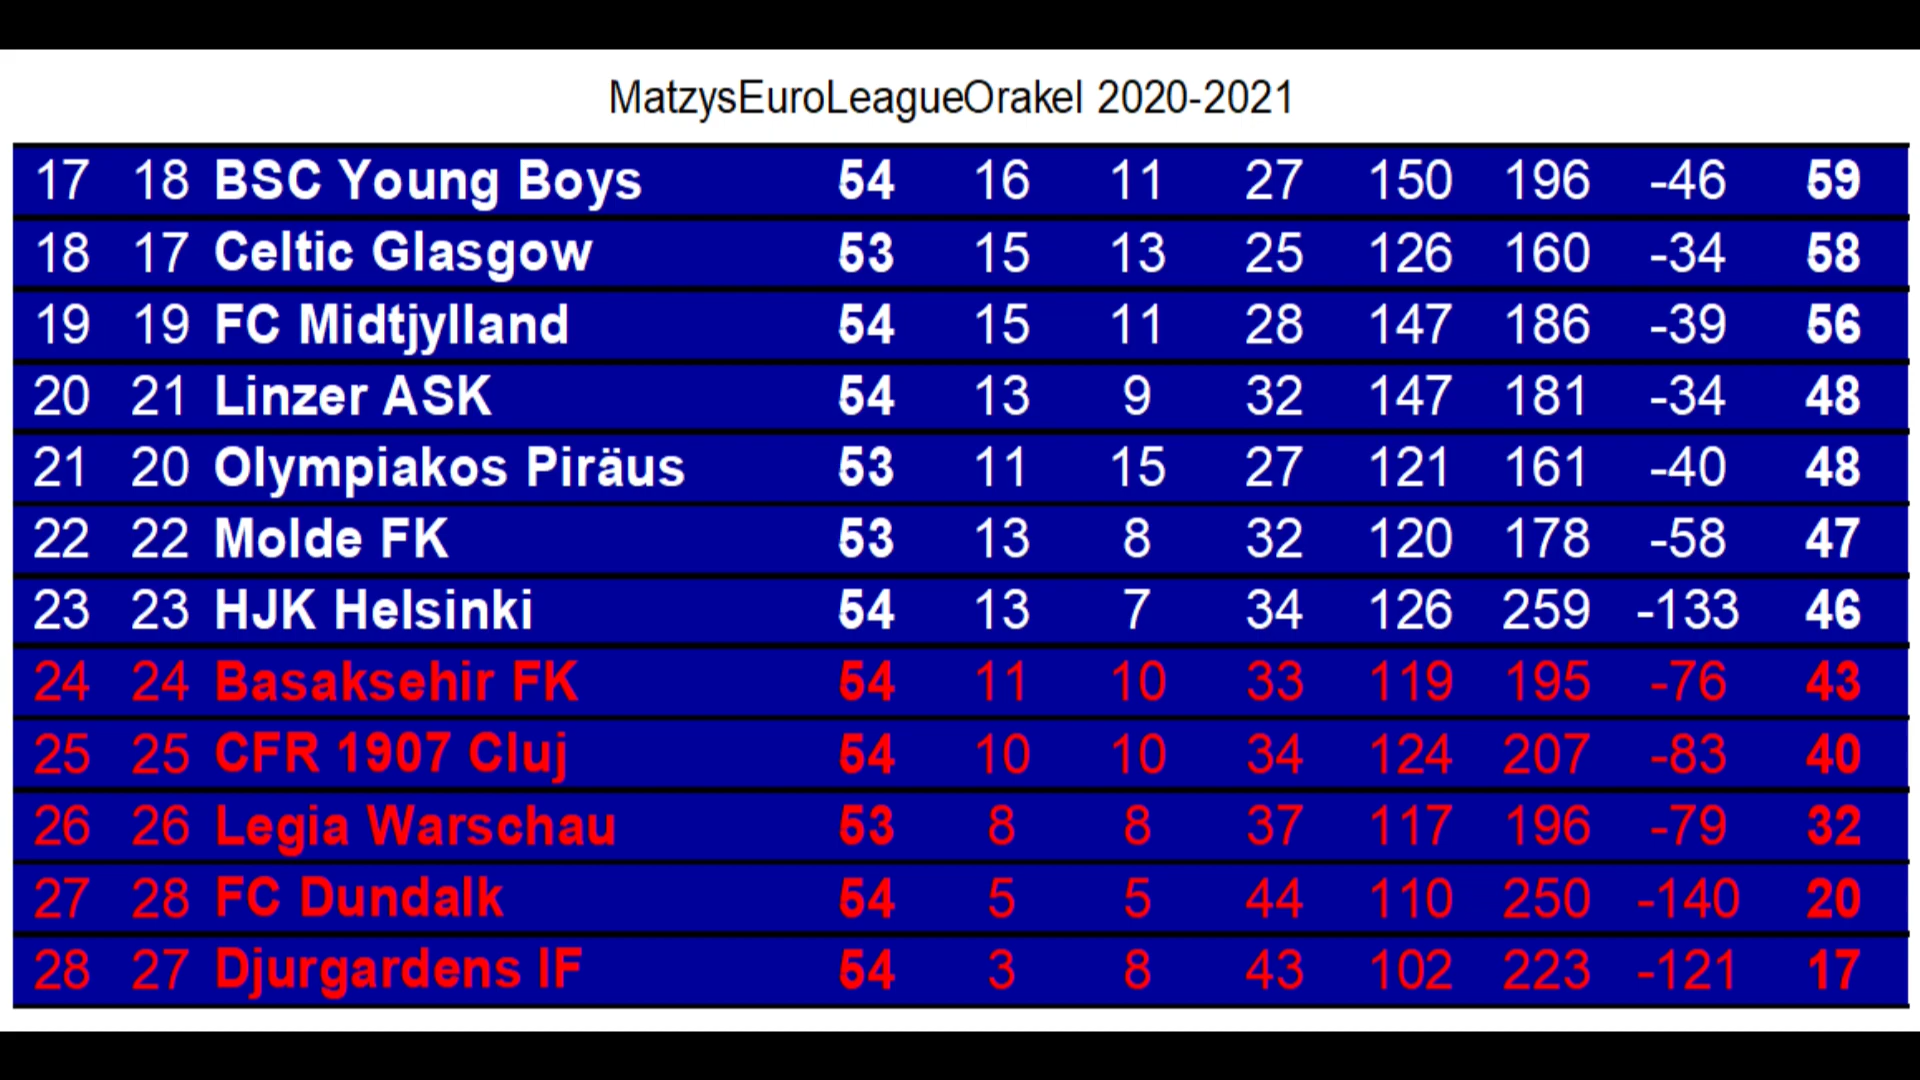 MatzysEuroLeagueOrakel 2020-2021
17 18 BSC Young Boys 54 16 11 27 150 196 -46 59
18 17 Celtic Glasgow 53 15 13 25 126 160 -34 58
19 19 FC Midtjylland 54 15 11 28 147 186 -39 56
20 21 Linzer ASK 54 13 9 32 147 181 -34 48
21 20 Olympiakos Piräus 53 11 15 27 121 161 -40 48
22 22 Molde FK 53 13 8 32 120 178 -58 47
23 23 HJK Helsinki 54 13 7 34 126 259 -133 46
24 24 Basaksehir FK 54 11 10 33 119 195 -76 43
25 25 CFR 1907 Cluj 54 10 10 34 124 207 -83 40
26 26 Legia Warschau 53 8 8 37 117 196 -79 32
27 28 FC Dundalk 54 5 5 44 110 250 -140 20
28 27 Djurgardens IF 54 3 8 43 102 223 -121 17